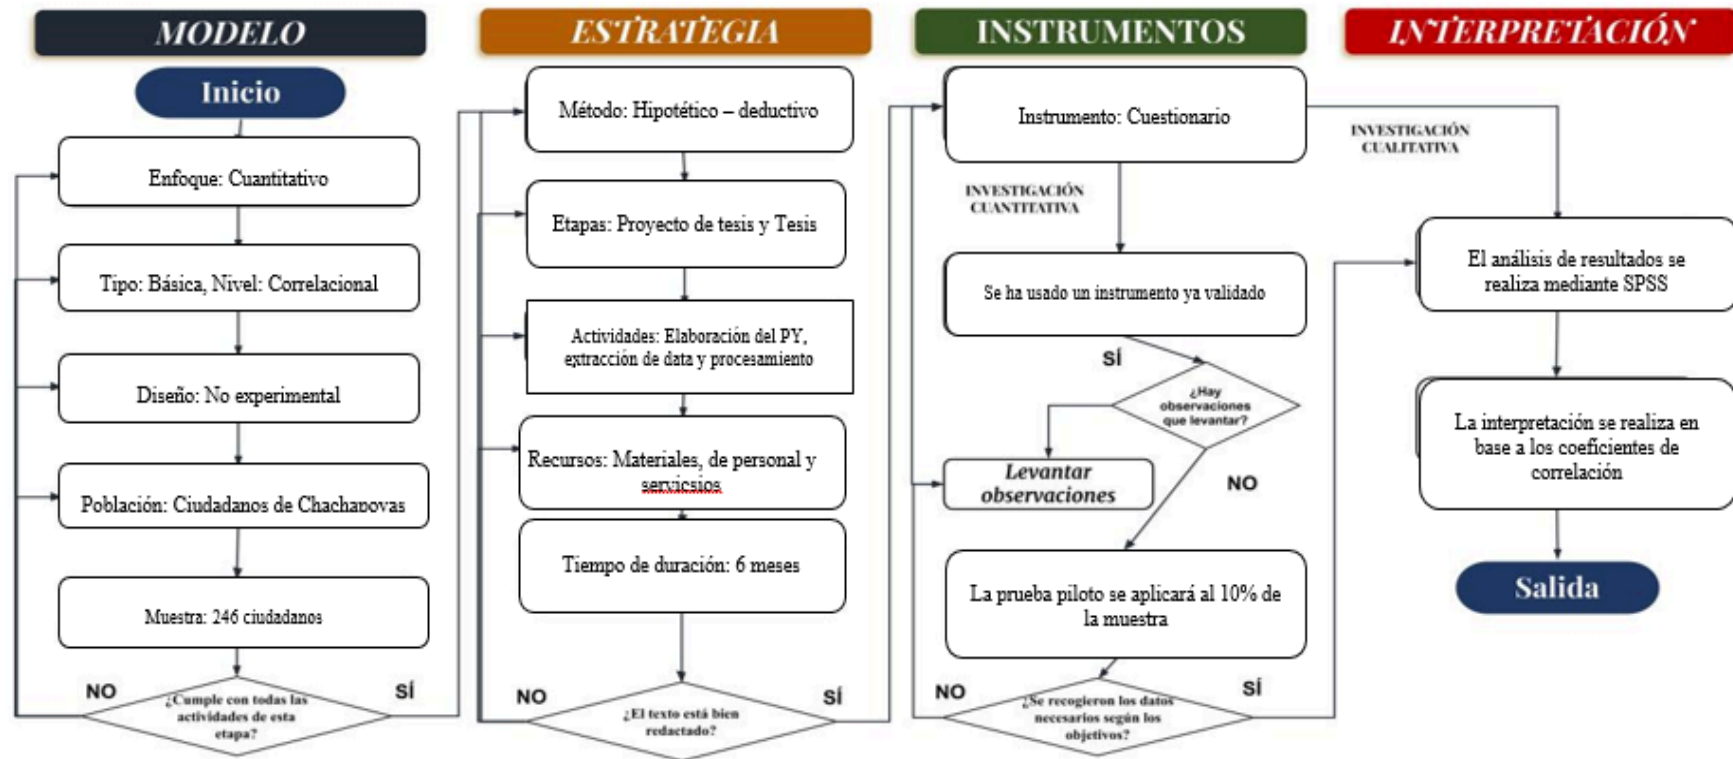 MODELO
Inicio
Enfoque: Cuantitativo
Tipo: Básica, Nivel: Correlacional
Diseño: No experimental
Población: Ciudadanos de Chachapoyas
Muestra: 246 ciudadanos
NO
¿Cumple con todas las
actividades de esta
etapa?
SÍ
ESTRATEGIA
Método: Hipotético – deductivo
Etapas: Proyecto de tesis y Tesis
Actividades: Elaboración del PY,
extracción de data y procesamiento
Recursos: Materiales, de personal y
servicsios
Tiempo de duración: 6 meses
NO
¿El texto está bien
redactado?
SÍ
INSTRUMENTOS
Instrumento: Cuestionario
INVESTIGACIÓN
CUANTITATIVA
Se ha usado un instrumento ya validado
SÍ
¿Hay
observaciones
que levantar?
Levantar
observaciones
NO
La prueba piloto se aplicará al 10% de
la muestra
NO
¿Se recogieron los datos
necesarios según los
objetivos?
SÍ
INTERPRETACIÓN
INVESTIGACIÓN
CUALITATIVA
El análisis de resultados se
realiza mediante SPSS
La interpretación se realiza en
base a los coeficientes de
correlación
Salida